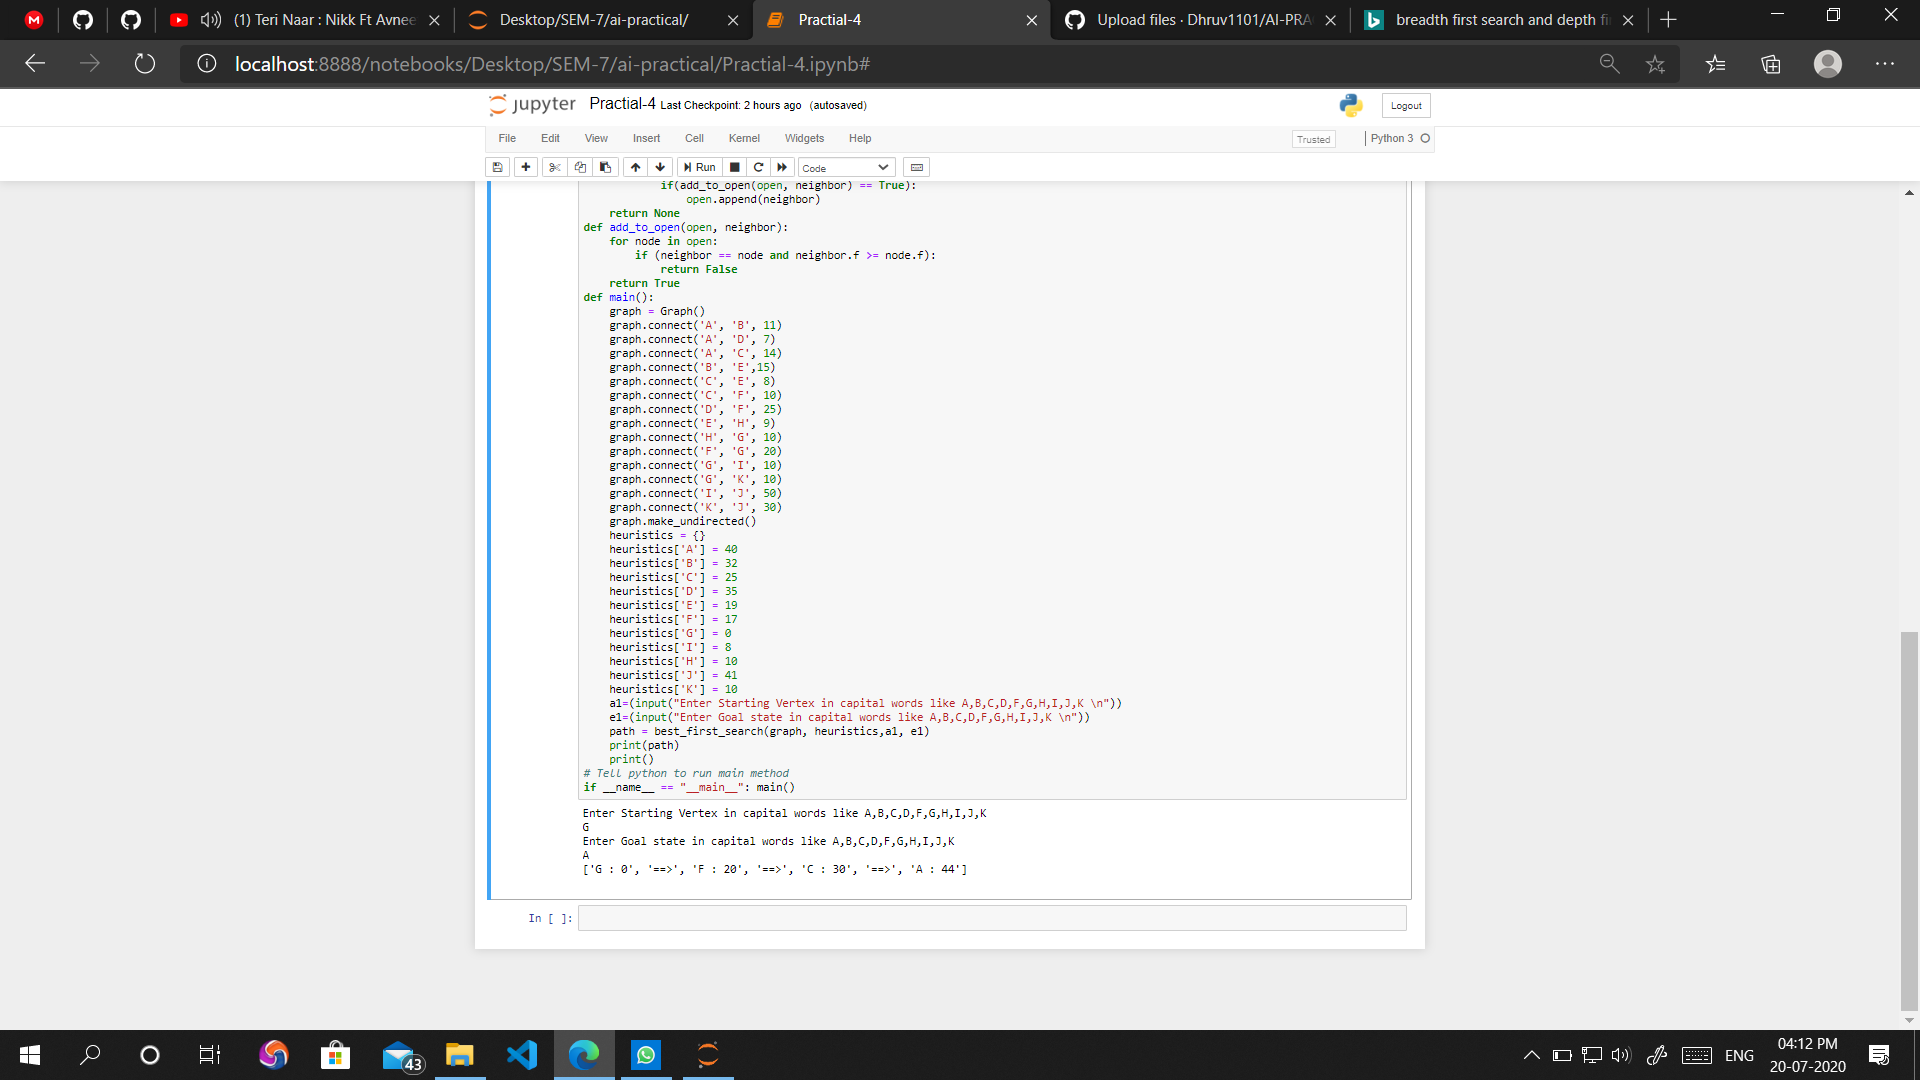 (1) Teri Naar : Nikk Ft Avnee
Desktop/SEM-7/ai-practical/
Practial-4
Upload files · Dhruv1101/AI-PRA
breadth first search and depth fi
localhost:8888/notebooks/Desktop/SEM-7/ai-practical/Practial-4.ipynb#
jupyter Practial-4 Last Checkpoint: 2 hours ago (autosaved)
Logout
File Edit View Insert Cell Kernel Widgets Help
Trusted
Python 3
Run
Code
if(add_to_open(open, neighbor) == True):
open.append(neighbor)
return None
def add_to_open(open, neighbor):
for node in open:
if (neighbor == node and neighbor.f >= node.f):
return False
return True
def main():
graph = Graph()
graph.connect('A', 'B', 11)
graph.connect('A', 'D', 7)
graph.connect('A', 'C', 14)
graph.connect('B', 'E',15)
graph.connect('C', 'E', 8)
graph.connect('C', 'F', 10)
graph.connect('D', 'F', 25)
graph.connect('E', 'H', 9)
graph.connect('H', 'G', 10)
graph.connect('F', 'G', 20)
graph.connect('G', 'I', 10)
graph.connect('G', 'K', 10)
graph.connect('I', 'J', 50)
graph.connect('K', 'J', 30)
graph.make_undirected()
heuristics = {}
heuristics['A'] = 40
heuristics['B'] = 32
heuristics['C'] = 25
heuristics['D'] = 35
heuristics['E'] = 19
heuristics['F'] = 17
heuristics['G'] = 0
heuristics['I'] = 8
heuristics['H'] = 10
heuristics['J'] = 41
heuristics['K'] = 10
a1=(input("Enter Starting Vertex in capital words like A,B,C,D,F,G,H,I,J,K \n"))
e1=(input("Enter Goal state in capital words like A,B,C,D,F,G,H,I,J,K \n"))
path = best_first_search(graph, heuristics,a1, e1)
print(path)
print()
# Tell python to run main method
if __name__ == "__main__": main()
Enter Starting Vertex in capital words like A,B,C,D,F,G,H,I,J,K
G
Enter Goal state in capital words like A,B,C,D,F,G,H,I,J,K
A
['G : 0', '==>', 'F : 20', '==>', 'C : 30', '==>', 'A : 44']
In [ ]:
43
ENG
04:12 PM
20-07-2020